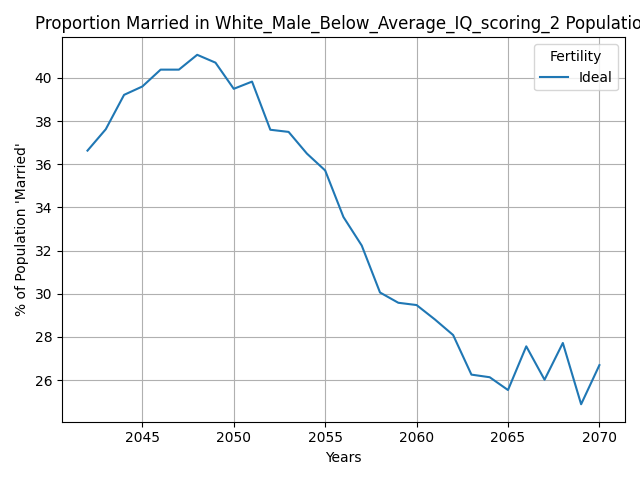 Proportion Married in White_Male_Below_Average_IQ_scoring_2 Populatio
Fertility
Ideal
% of Population 'Married'
40
38
36
34
32
30
28
26
2045 2050 2055 2060 2065 2070
Years